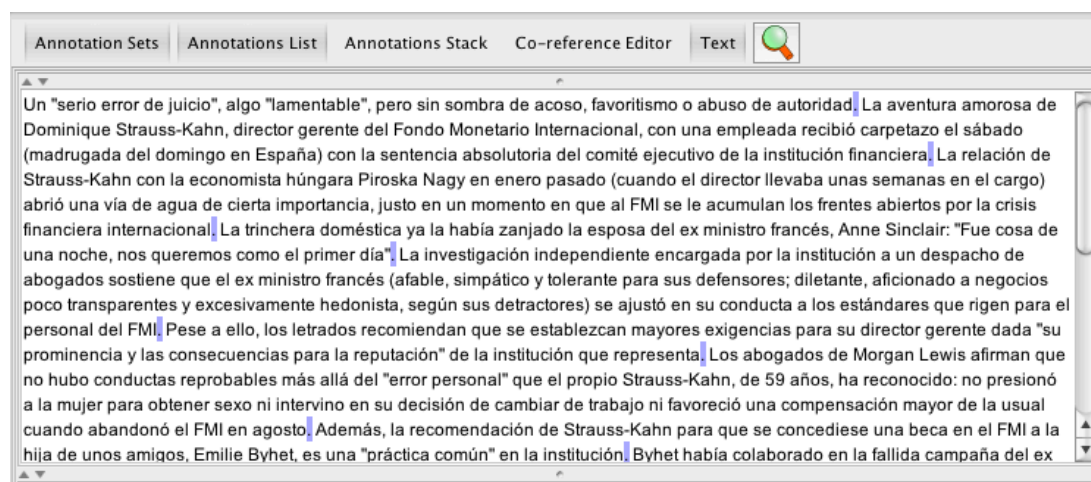 Annotation Sets Annotations List Annotations Stack Co-reference Editor Text
Un "serio error de juicio", algo "lamentable", pero sin sombra de acoso, favoritismo o abuso de autoridad. La aventura amorosa de
Dominique Strauss-Kahn, director gerente del Fondo Monetario Internacional, con una empleada recibió carpetazo el sábado
(madrugada del domingo en España) con la sentencia absolutoria del comité ejecutivo de la institución financiera. La relación de
Strauss-Kahn con la economista húngara Piroska Nagy en enero pasado (cuando el director llevaba unas semanas en el cargo)
abrió una vía de agua de cierta importancia, justo en un momento en que al FMI se le acumulan los frentes abiertos por la crisis
financiera internacional. La trinchera doméstica ya la había zanjado la esposa del ex ministro francés, Anne Sinclair: "Fue cosa de
una noche, nos queremos como el primer día". La investigación independiente encargada por la institución a un despacho de
abogados sostiene que el ex ministro francés (afable, simpático y tolerante para sus defensores; diletante, aficionado a negocios
poco transparentes y excesivamente hedonista, según sus detractores) se ajustó en su conducta a los estándares que rigen para el
personal del FMI. Pese a ello, los letrados recomiendan que se establezcan mayores exigencias para su director gerente dada "su
prominencia y las consecuencias para la reputación" de la institución que representa. Los abogados de Morgan Lewis afirman que
no hubo conductas reprobables más allá del "error personal" que el propio Strauss-Kahn, de 59 años, ha reconocido: no presionó
a la mujer para obtener sexo ni intervino en su decisión de cambiar de trabajo ni favoreció una compensación mayor de la usual
cuando abandonó el FMI en agosto. Además, la recomendación de Strauss-Kahn para que se concediese una beca en el FMI a la
hija de unos amigos, Emilie Byhet, es una "práctica común" en la institución. Byhet había colaborado en la fallida campaña del ex